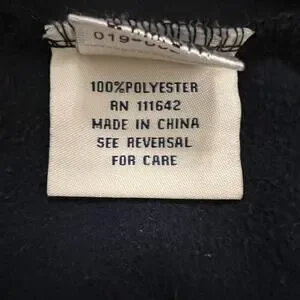 100%POLYESTER
RN 111642
MADE IN CHINA
SEE REVERSAL
FOR CARE